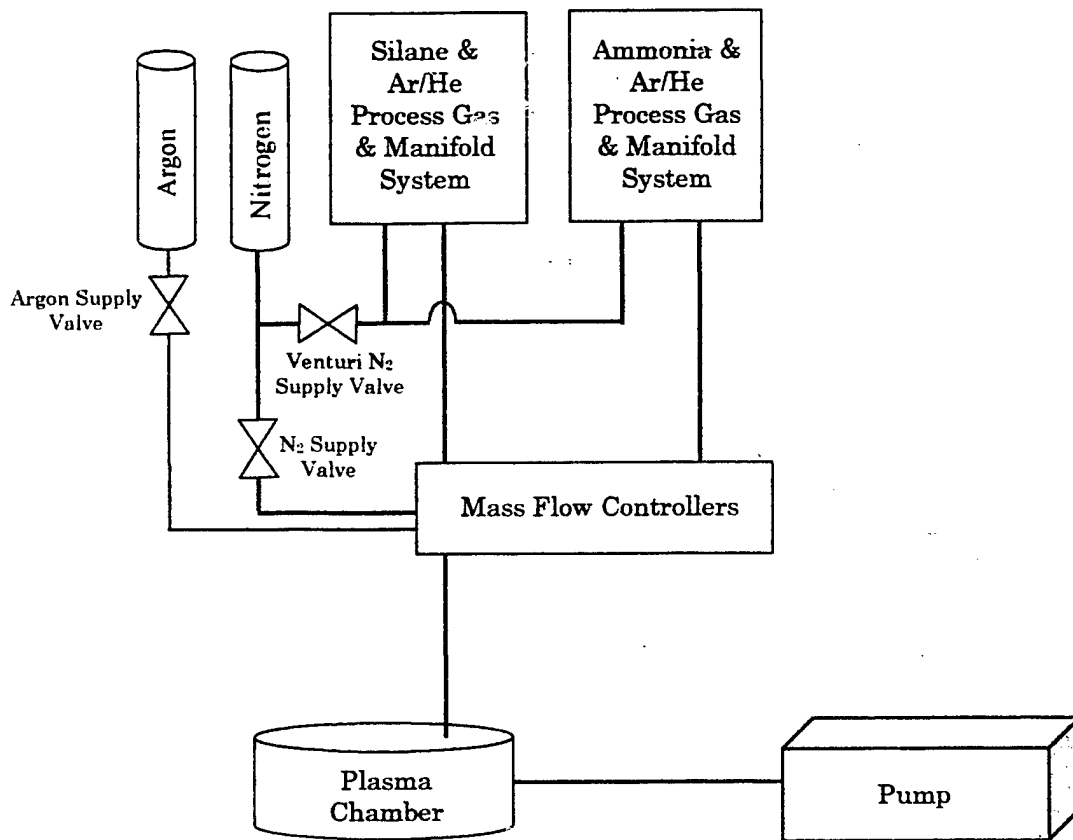 Argon
Nitrogen
Silane &
Ar/He
Process Gas
& Manifold
System
Ammonia &
Ar/He
Process Gas
& Manifold
System
Argon Supply
Valve
Venturi N₂
Supply Valve
N₂ Supply
Valve
Mass Flow Controllers
Plasma
Chamber
Pump